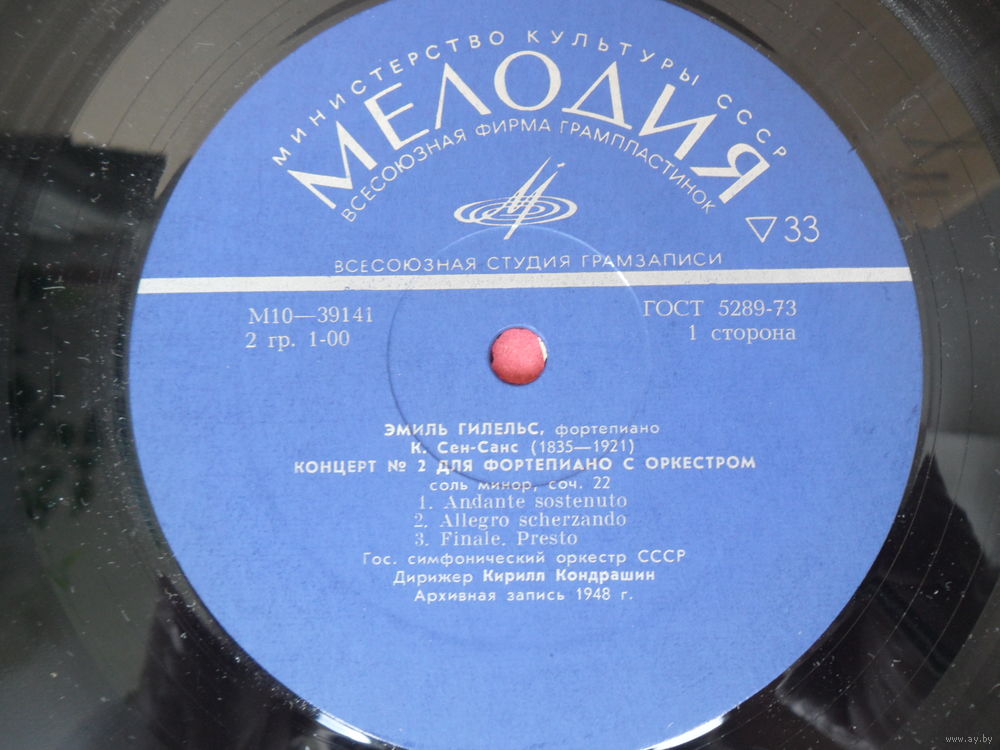 МИНИСТЕРСТВО КУЛЬТУРЫ СССР
МЕЛОДИЯ
ВСЕСОЮЗНАЯ ФИРМА ГРАМПЛАСТИНОК
▽33
ВСЕСОЮЗНАЯ СТУДИЯ ГРАМЗАПИСИ
М10—39141
ГОСТ 5289-73
2 гр. 1-00
1 сторона
ЭМИЛЬ ГИЛЕЛЬС, фортепиано
К. Сен-Санс (1835—1921)
КОНЦЕРТ № 2 ДЛЯ ФОРТЕПИАНО С ОРКЕСТРОМ
соль минор, соч. 22
1. Andante sostenuto
2. Allegro scherzando
3. Finale. Presto
Гос. симфонический оркестр СССР
Дирижер Кирилл Кондрашин
Архивная запись 1948 г.
www.ay.by